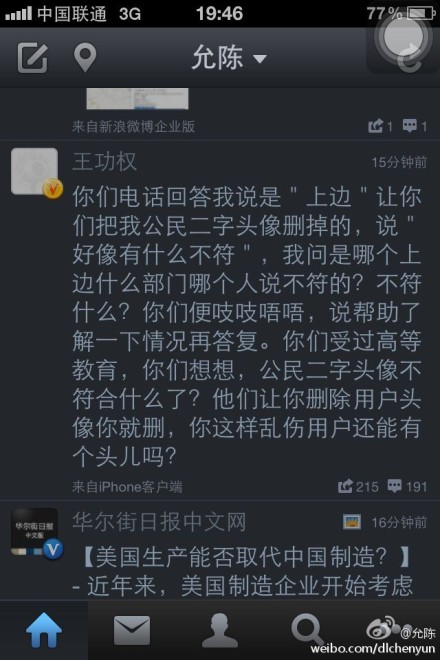 中国联通 3G 19:46 77%
允陈
来自新浪微博企业版 1 1
王功权 15分钟前
你们电话回答我说是＂上边＂让你
们把我公民二字头像删掉的，说＂
好像有什么不符＂，我问是哪个上
边什么部门哪个人说不符的？不符
什么？你们便吱吱唔唔，说帮助了
解一下情况再答复。你们受过高等
教育，你们想想，公民二字头像不
符合什么了？他们让你删除用户头
像你就删，你这样乱伤用户还能有
个头儿吗？
来自iPhone客户端 215 191
华尔街日报
中文版
华尔街日报中文网 16分钟前
【美国生产能否取代中国制造？】
- 近年来，美国制造企业开始考虑
@允陈
weibo.com/dlchenyun